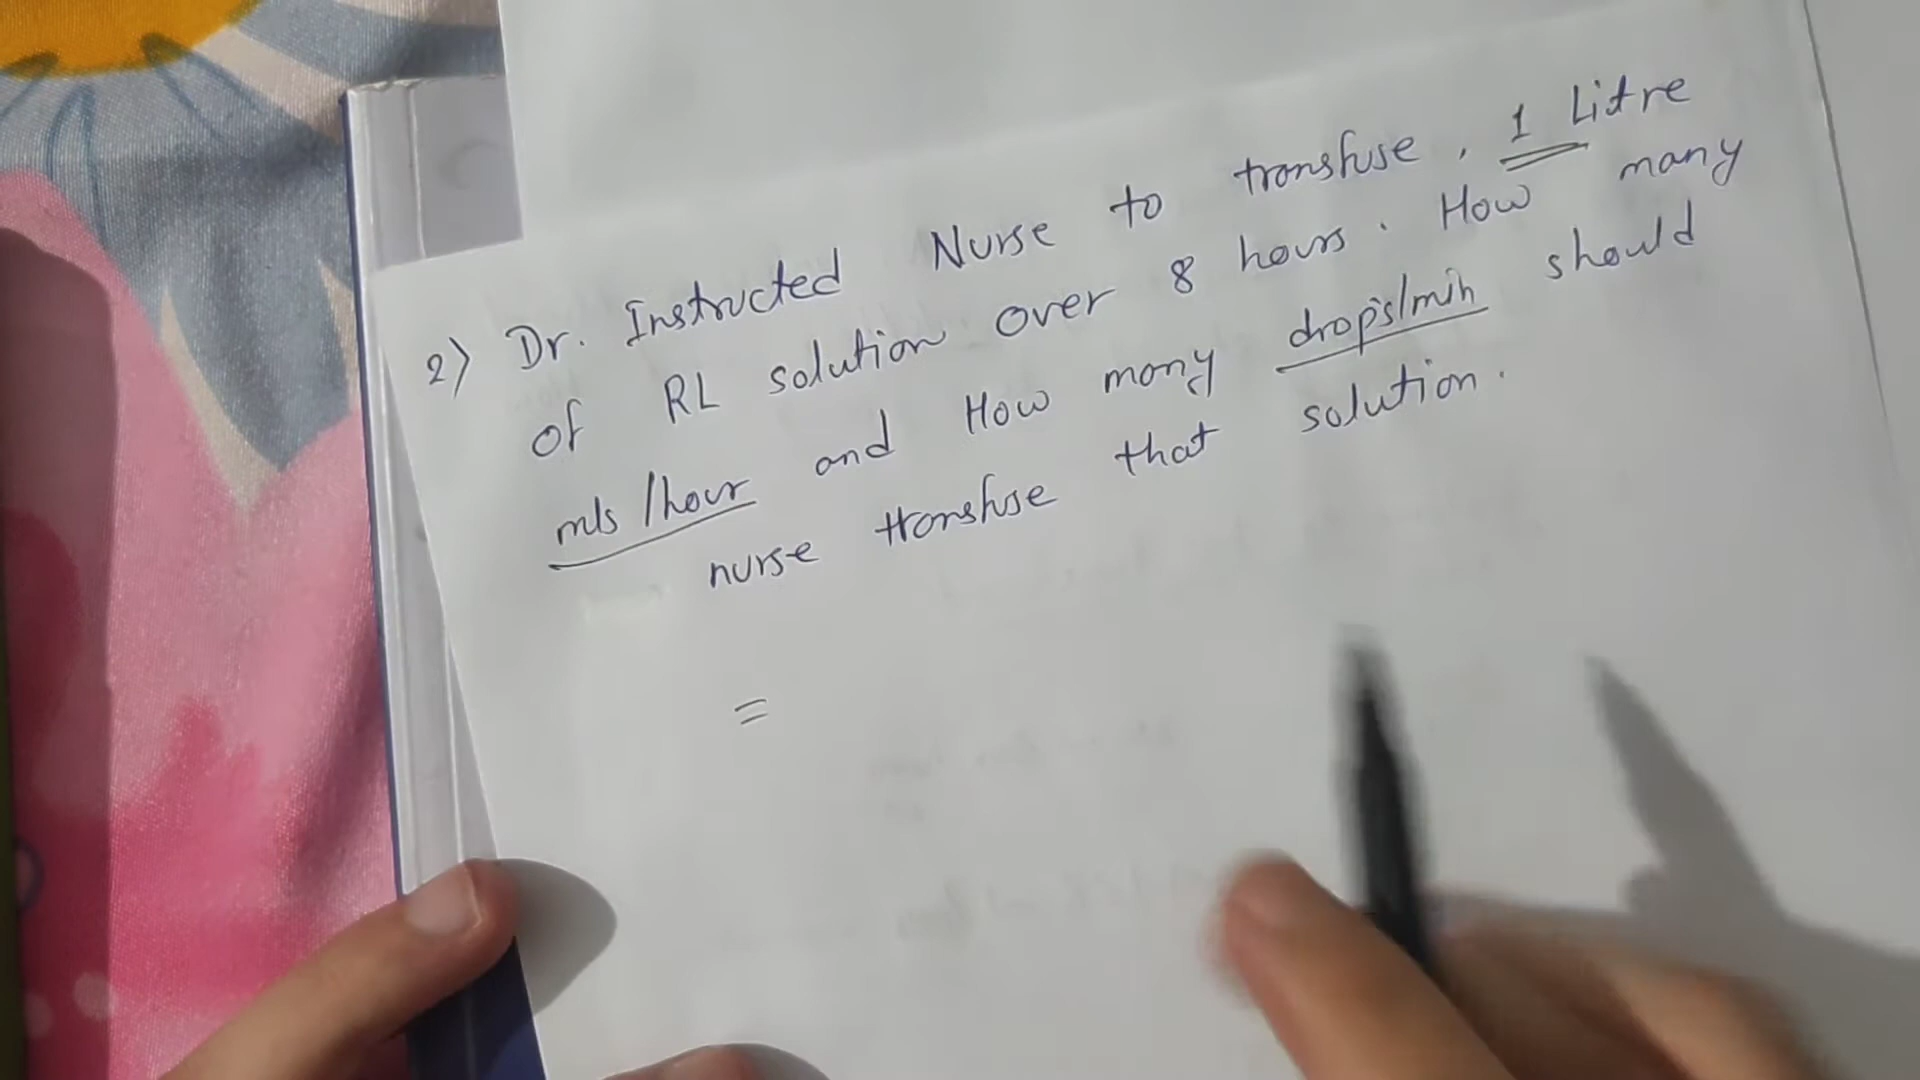 2) Dr. Instructed Nurse to transfuse. 1 Litre
of RL solution over 8 hours. How many
mls/hour and How many drops/min should
nurse transfuse that solution.
=